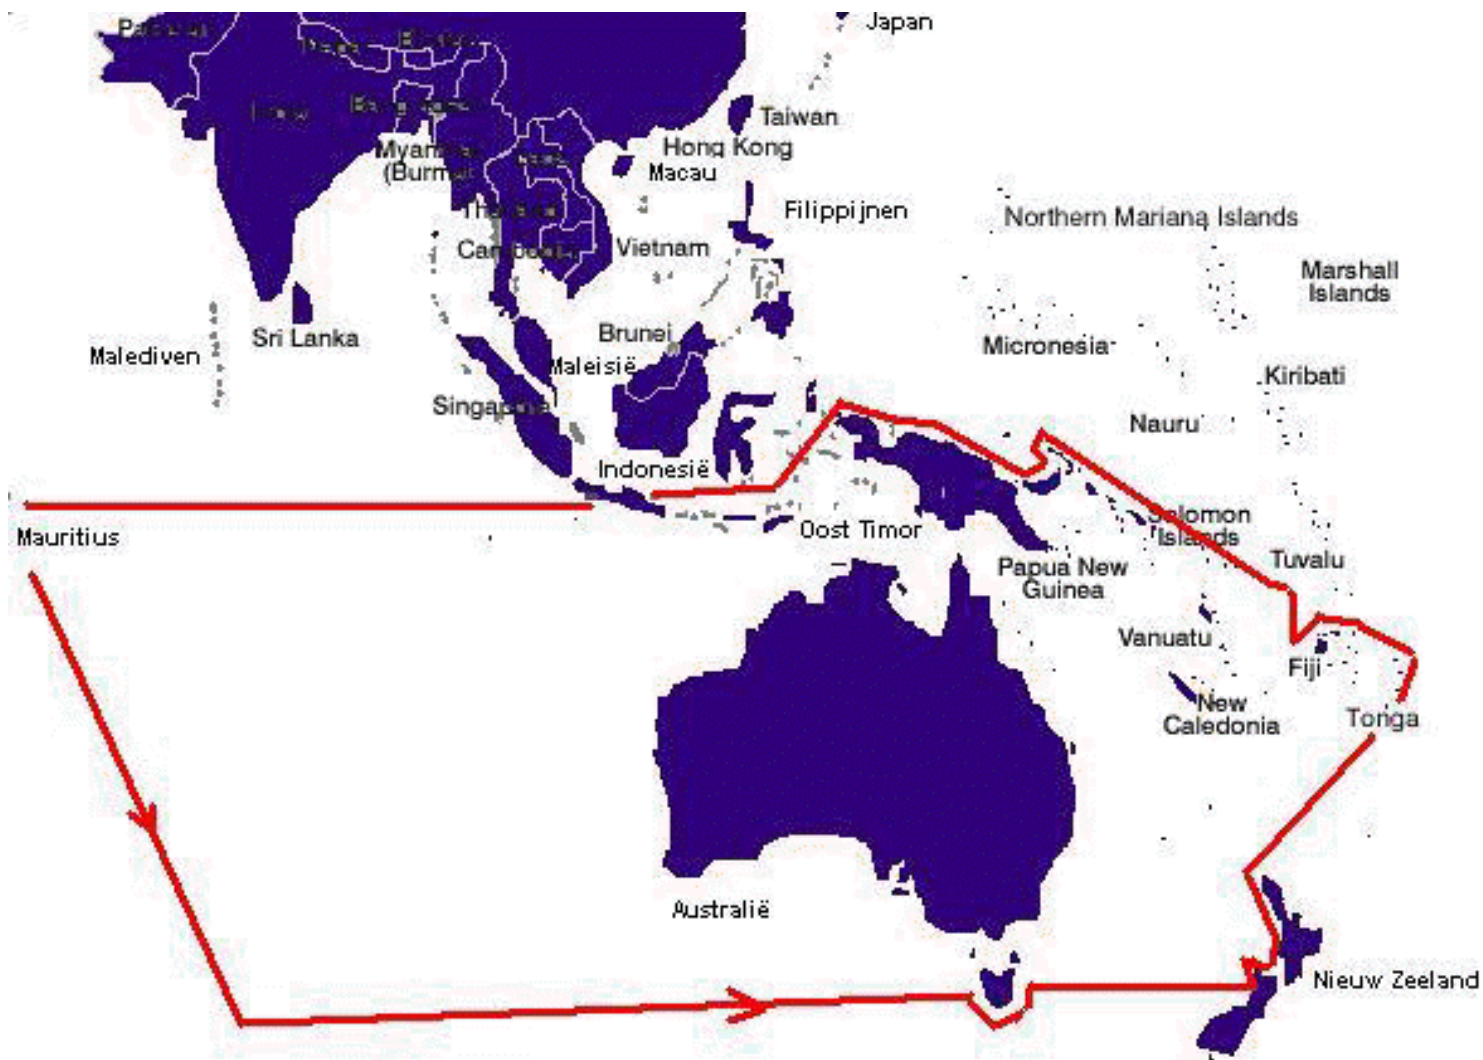 Japan
Taiwan
Hong Kong
Macau
Filippijnen
Northern Mariana Islands
Vietnam
Marshall
Islands
Sri Lanka
Brunei
Malediven
Micronesia
Maleisië
Kiribati
Nauru
Indonesië
Mauritius
Oost Timor
Solomon
Islands
Papua New
Guinea
Tuvalu
Vanuatu
Fiji
New
Caledonia
Tonga
Australië
Nieuw Zeeland